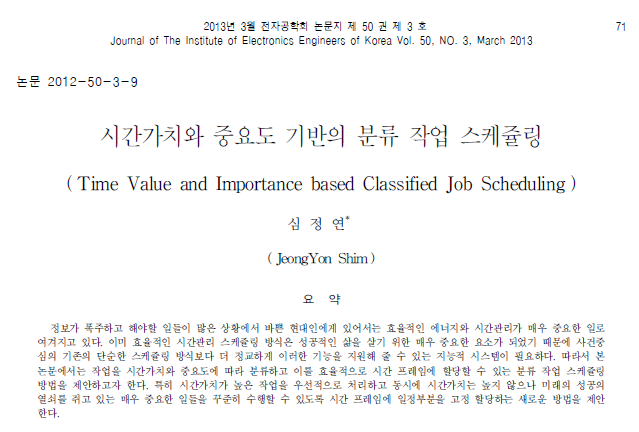 2013년 3월 전자공학회 논문지 제 50 권 제 3 호
71
Journal of The Institute of Electronics Engineers of Korea Vol. 50, NO. 3, March 2013
논문 2012-50-3-9
시간가치와 중요도 기반의 분류 작업 스케쥴링
( Time Value and Importance based Classified Job Scheduling )
심 정 연*
( JeongYon Shim )
요 약
정보가 폭주하고 해야할 일들이 많은 상황에서 바쁜 현대인에게 있어서는 효율적인 에너지와 시간관리가 매우 중요한 일로
여겨지고 있다. 이미 효율적인 시간관리 스케쥴링 방식은 성공적인 삶을 살기 위한 매우 중요한 요소가 되었기 때문에 사건중
심의 기존의 단순한 스케쥴링 방식보다 더 정교하게 이러한 기능을 지원해 줄 수 있는 지능적 시스템이 필요하다. 따라서 본
논문에서는 작업을 시간가치와 중요도에 따라 분류하고 이를 효율적으로 시간 프레임에 할당할 수 있는 분류 작업 스케쥴링
방법을 제안하고자 한다. 특히 시간가치가 높은 작업을 우선적으로 처리하고 동시에 시간가치는 높지 않으나 미래의 성공의
열쇠를 쥐고 있는 매우 중요한 일들을 꾸준히 수행할 수 있도록 시간 프레임에 일정부분을 고정 할당하는 새로운 방법을 제안
한다.